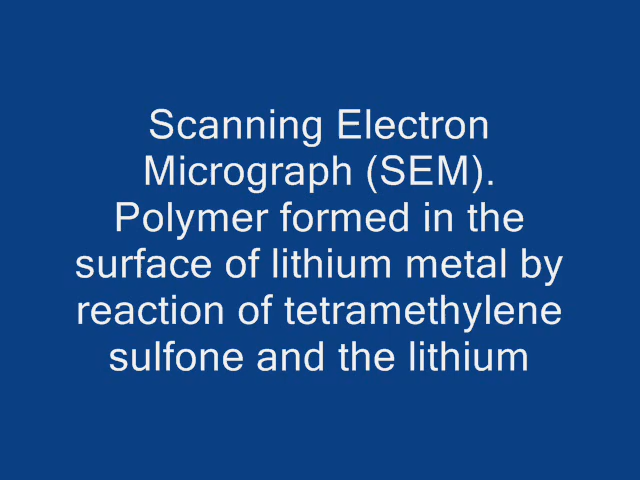 Scanning Electron
Micrograph (SEM).
Polymer formed in the
surface of lithium metal by
reaction of tetramethylene
sulfone and the lithium